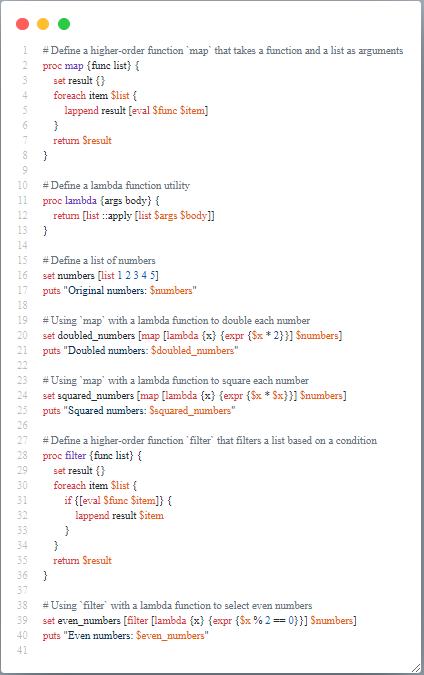 1 # Define a higher-order function `map` that takes a function and a list as arguments
2 proc map {func list} {
3 set result {}
4 foreach item $list {
5 lappend result [eval $func $item]
6 }
7 return $result
8 }
9
10 # Define a lambda function utility
11 proc lambda {args body} {
12 return [list ::apply [list $args $body]]
13 }
14
15 # Define a list of numbers
16 set numbers [list 1 2 3 4 5]
17 puts "Original numbers: $numbers"
18
19 # Using `map` with a lambda function to double each number
20 set doubled_numbers [map [lambda {x} {expr {$x * 2}}] $numbers]
21 puts "Doubled numbers: $doubled_numbers"
22
23 # Using `map` with a lambda function to square each number
24 set squared_numbers [map [lambda {x} {expr {$x * $x}}] $numbers]
25 puts "Squared numbers: $squared_numbers"
26
27 # Define a higher-order function `filter` that filters a list based on a condition
28 proc filter {func list} {
29 set result {}
30 foreach item $list {
31 if {[eval $func $item]} {
32 lappend result $item
33 }
34 }
35 return $result
36 }
37
38 # Using `filter` with a lambda function to select even numbers
39 set even_numbers [filter [lambda {x} {expr {$x % 2 == 0}}] $numbers]
40 puts "Even numbers: $even_numbers"
41